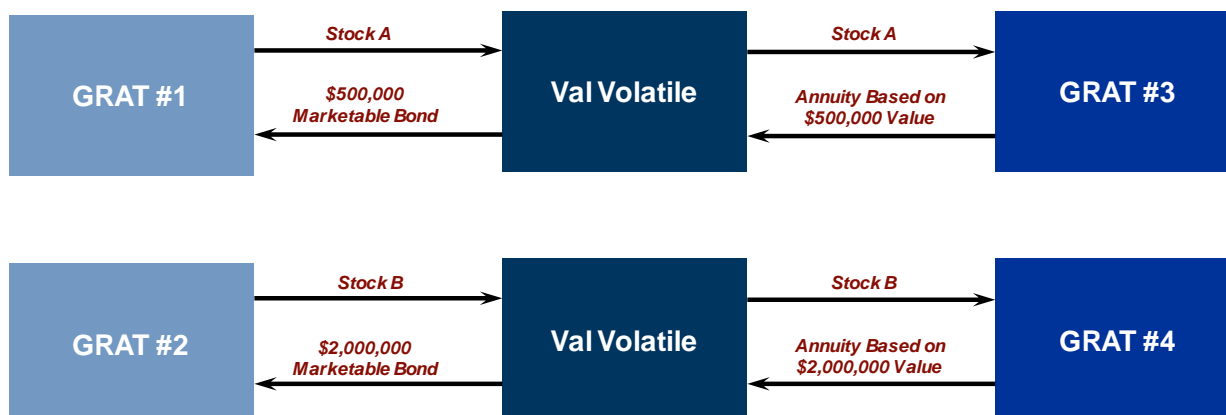 Stock A
Stock A
GRAT #1
$500,000
Marketable Bond
Val Volatile
Annuity Based on
$500,000 Value
GRAT #3
Stock B
Stock B
GRAT #2
$2,000,000
Marketable Bond
Val Volatile
Annuity Based on
$2,000,000 Value
GRAT #4